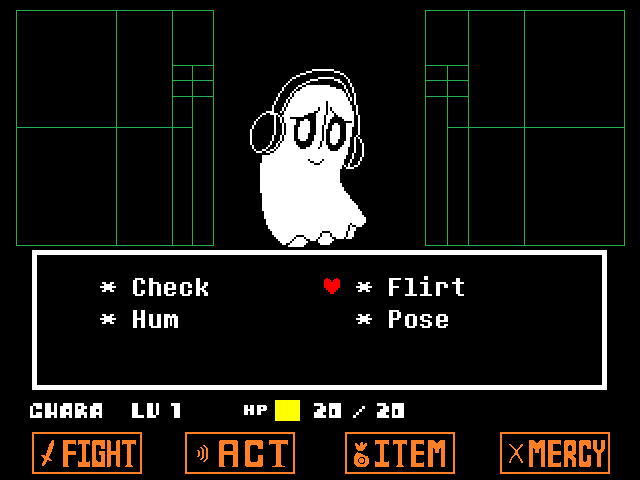 * Check * Flirt
* Hum * Pose
CHARA LV 1 HP 20 / 20
FIGHT ACT ITEM MERCY